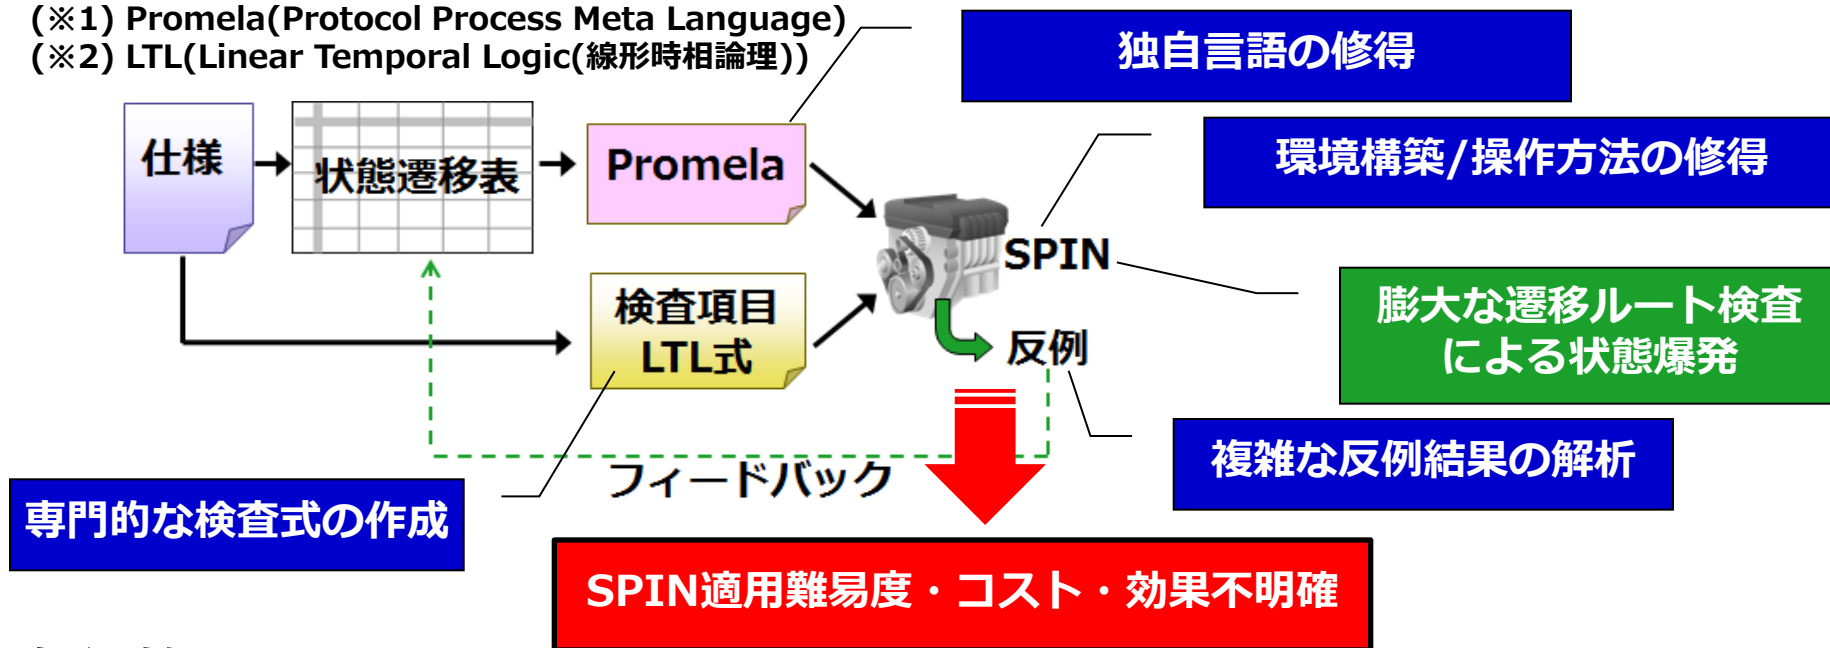 (※1) Promela(Protocol Process Meta Language)
(※2) LTL(Linear Temporal Logic(線形時相論理))
独自言語の修得
環境構築/操作方法の修得
仕様
状態遷移表
Promela
SPIN
検査項目
LTL式
反例
膨大な遷移ルート検査
による状態爆発
複雑な反例結果の解析
フィードバック
専門的な検査式の作成
SPIN適用難易度・コスト・効果不明確